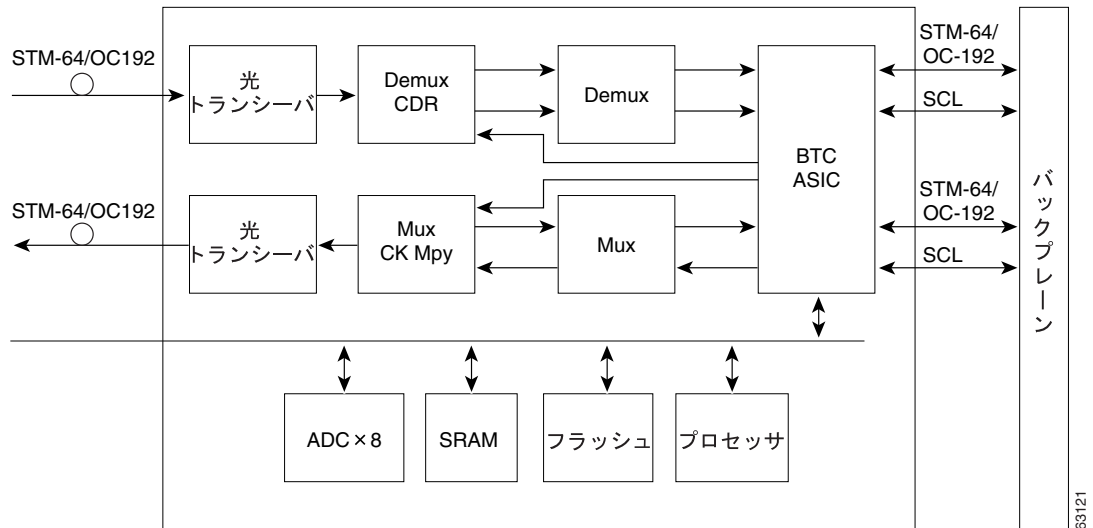 STM-64/OC192
光
トランシーバ
Demux
CDR
Demux
BTC
ASIC
STM-64/
OC-192
SCL
STM-64/OC192
光
トランシーバ
Mux
CK Mpy
Mux
STM-64/
OC-192
SCL
バックプレーン
ADC×8
SRAM
フラッシュ
プロセッサ
63121